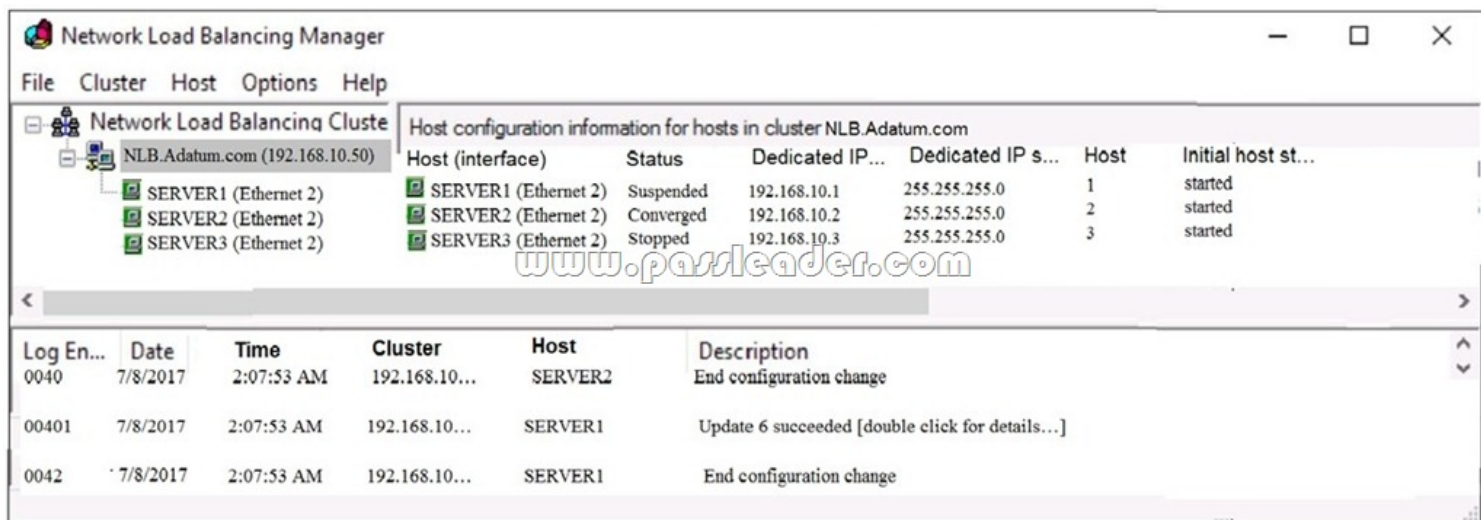 Network Load Balancing Manager
File Cluster Host Options Help
Network Load Balancing Cluste
NLB.Adatum.com (192.168.10.50)
SERVER1 (Ethernet 2)
SERVER2 (Ethernet 2)
SERVER3 (Ethernet 2)
Host configuration information for hosts in cluster NLB.Adatum.com
Host (interface) Status Dedicated IP... Dedicated IP s... Host Initial host st...
SERVER1 (Ethernet 2) Suspended 192.168.10.1 255.255.255.0 1 started
SERVER2 (Ethernet 2) Converged 192.168.10.2 255.255.255.0 2 started
SERVER3 (Ethernet 2) Stopped 192.168.10.3 255.255.255.0 3 started
www.passleader.com
Log En... Date Time Cluster Host Description
0040 7/8/2017 2:07:53 AM 192.168.10... SERVER2 End configuration change
00401 7/8/2017 2:07:53 AM 192.168.10... SERVER1 Update 6 succeeded [double click for details...]
0042 7/8/2017 2:07:53 AM 192.168.10... SERVER1 End configuration change